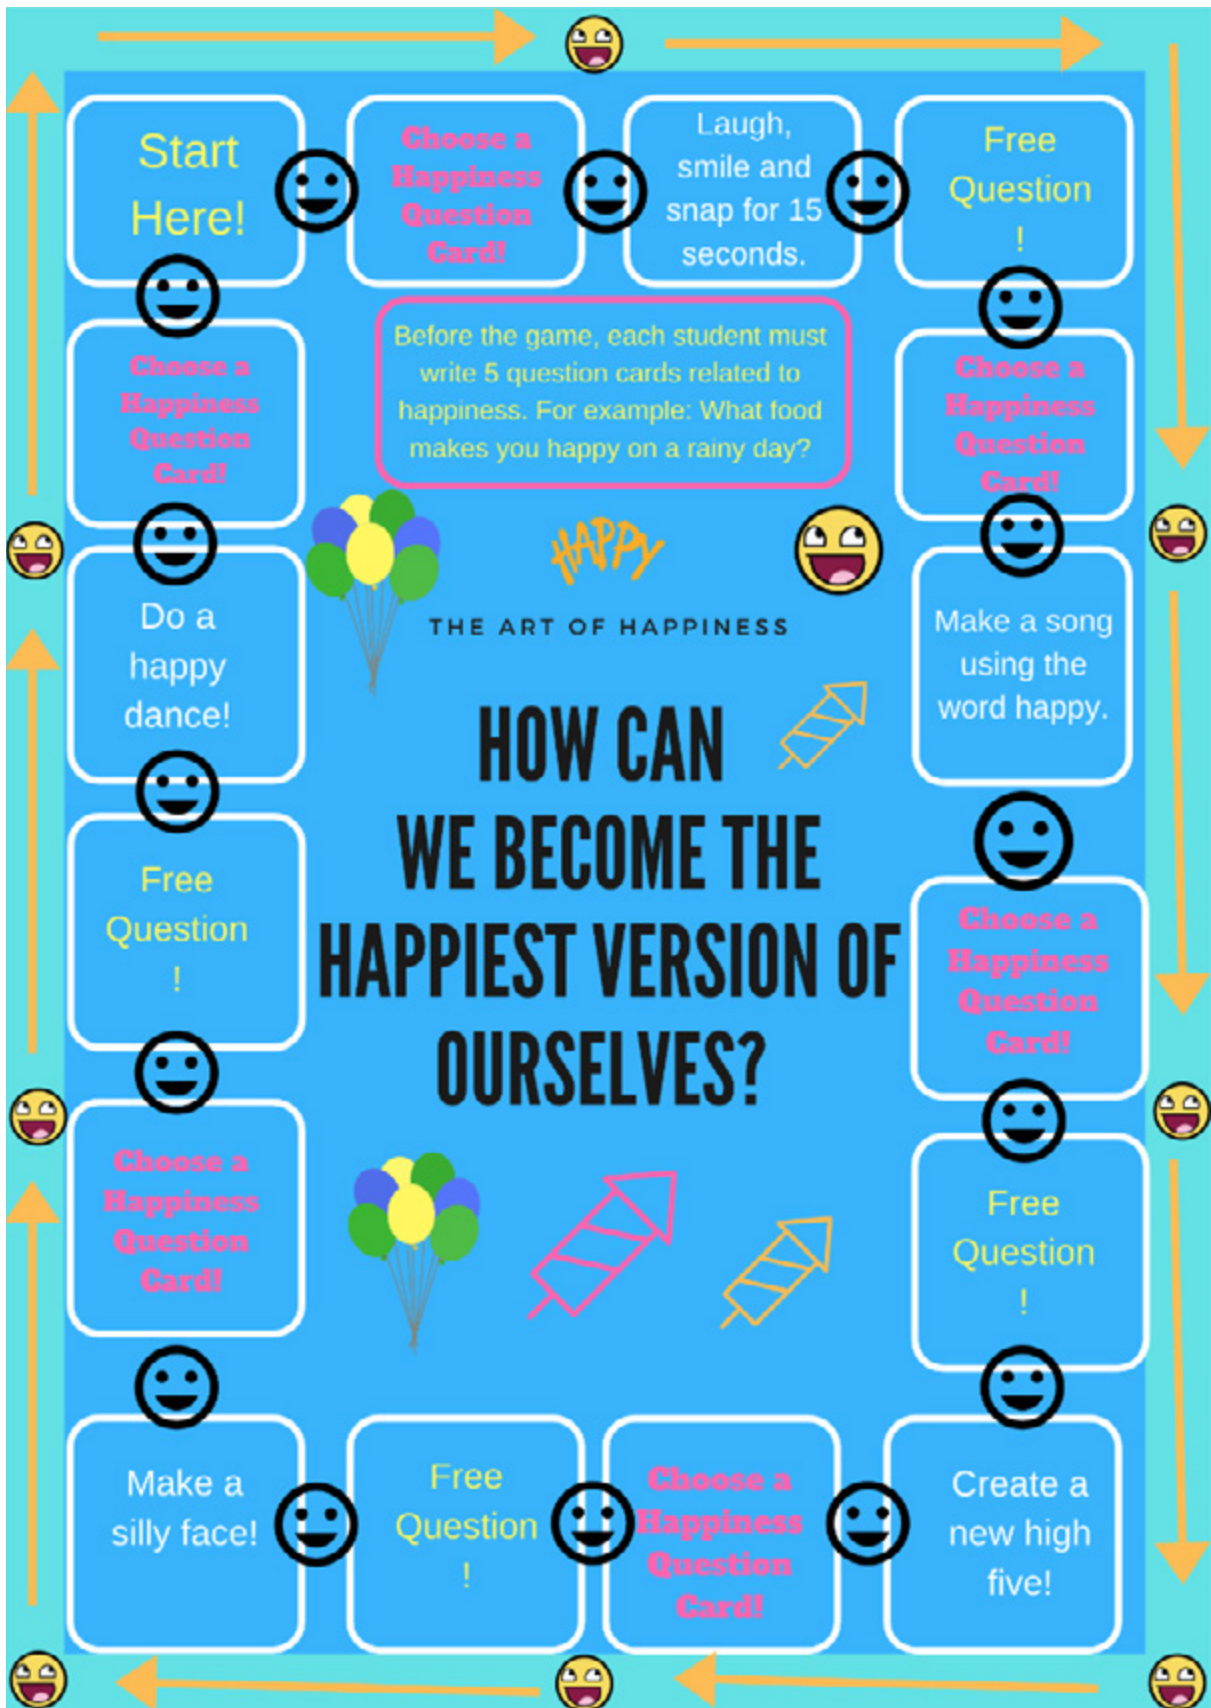 Start
Here!
Choose a
Happiness
Question
Card!
Laugh,
smile and
snap for 15
seconds.
Free
Question
!
Before the game, each student must
write 5 question cards related to
happiness. For example: What food
makes you happy on a rainy day?
Choose a
Happiness
Question
Card!
Choose a
Happiness
Question
Card!
HAPPY
THE ART OF HAPPINESS
Do a
happy
dance!
Make a song
using the
word happy.
HOW CAN
WE BECOME THE
HAPPIEST VERSION OF
OURSELVES?
Free
Question
!
Choose a
Happiness
Question
Card!
Choose a
Happiness
Question
Card!
Free
Question
!
Make a
silly face!
Free
Question
!
Choose a
Happiness
Question
Card!
Create a
new high
five!